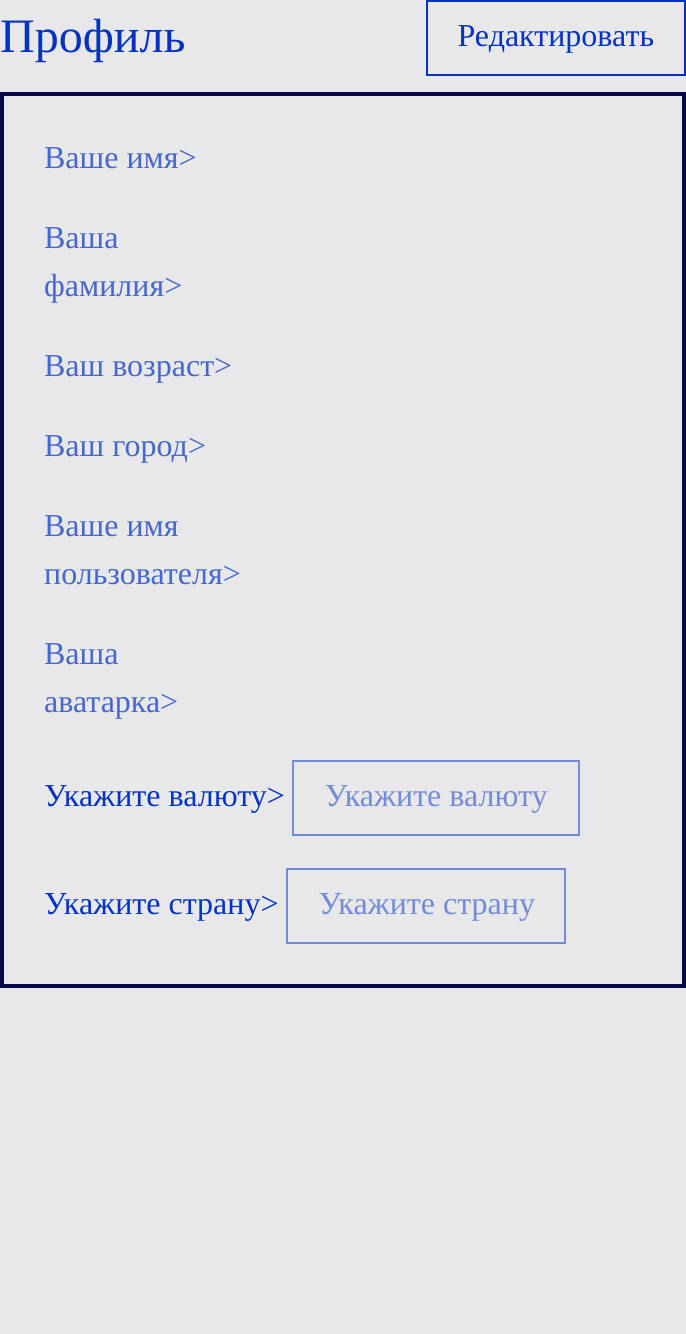 Профиль
Редактировать
Ваше имя>
Ваша
фамилия>
Ваш возраст>
Ваш город>
Ваше имя
пользователя>
Ваша
аватарка>
Укажите валюту> Укажите валюту
Укажите страну> Укажите страну